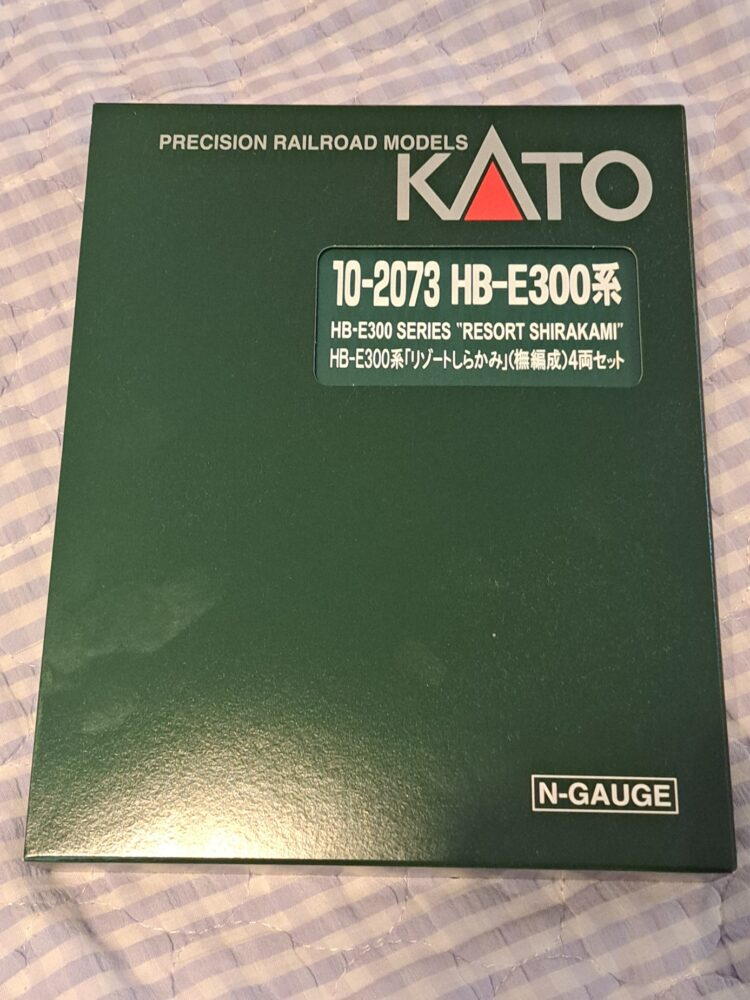 PRECISION RAILROAD MODELS
KATO
10-2073 HB-E300系
HB-E300 SERIES "RESORT SHIRAKAMI"
HB-E300系「リゾートしらかみ」(橅編成)4両セット
N-GAUGE